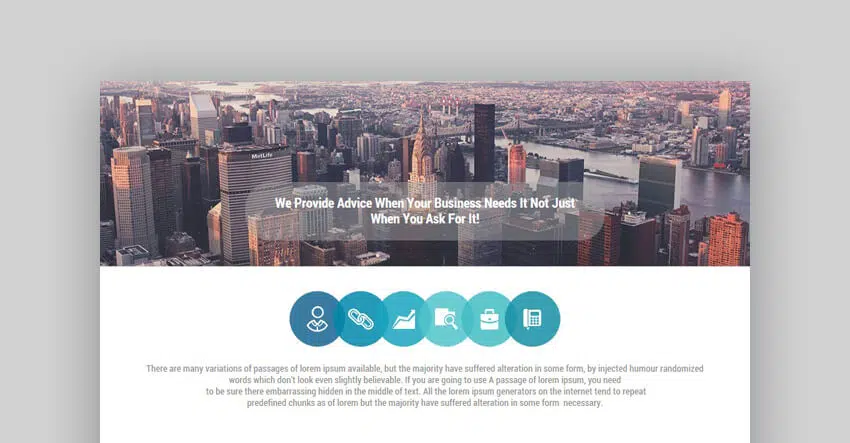 MetLife
We Provide Advice When Your Business Needs It Not Just
When You Ask For It!
There are many variations of passages of lorem ipsum available, but the majority have suffered alteration in some form, by injected humour randomized
words which don't look even slightly believable. If you are going to use A passage of lorem ipsum, you need
to be sure there embarrassing hidden in the middle of text. All the lorem ipsum generators on the internet tend to repeat
predefined chunks as of lorem but the majority have suffered alteration in some form necessary.